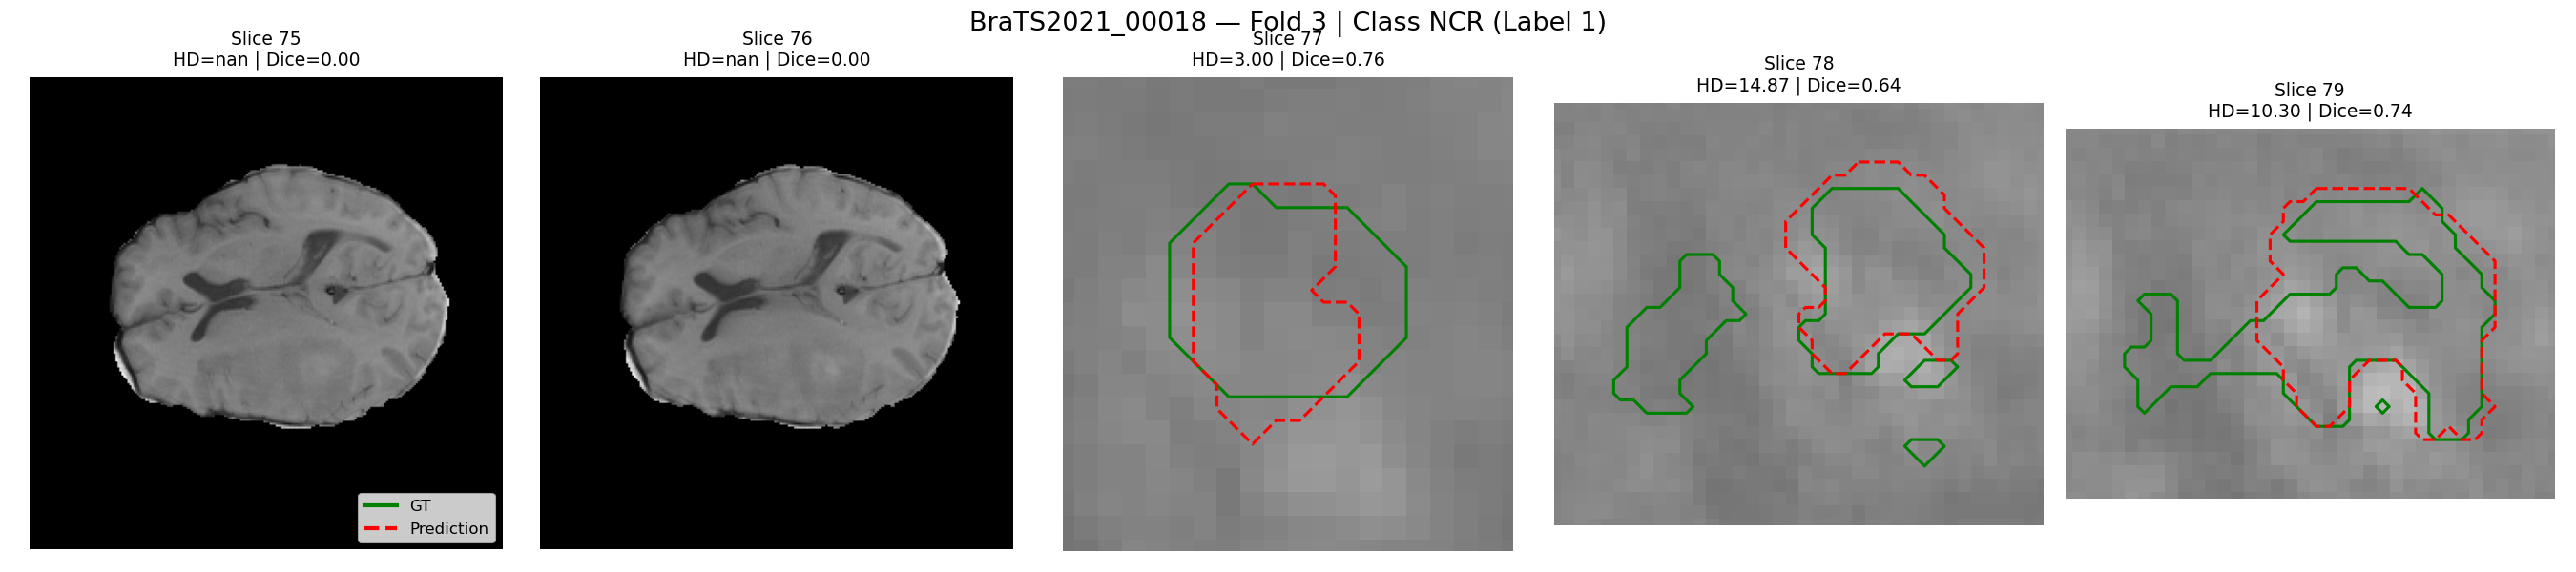 BraTS2021_00018 — Fold 3 | Class NCR (Label 1)
Slice 75
HD=nan | Dice=0.00
Slice 76
HD=nan | Dice=0.00
Slice 77
HD=3.00 | Dice=0.76
Slice 78
HD=14.87 | Dice=0.64
Slice 79
HD=10.30 | Dice=0.74
GT
Prediction